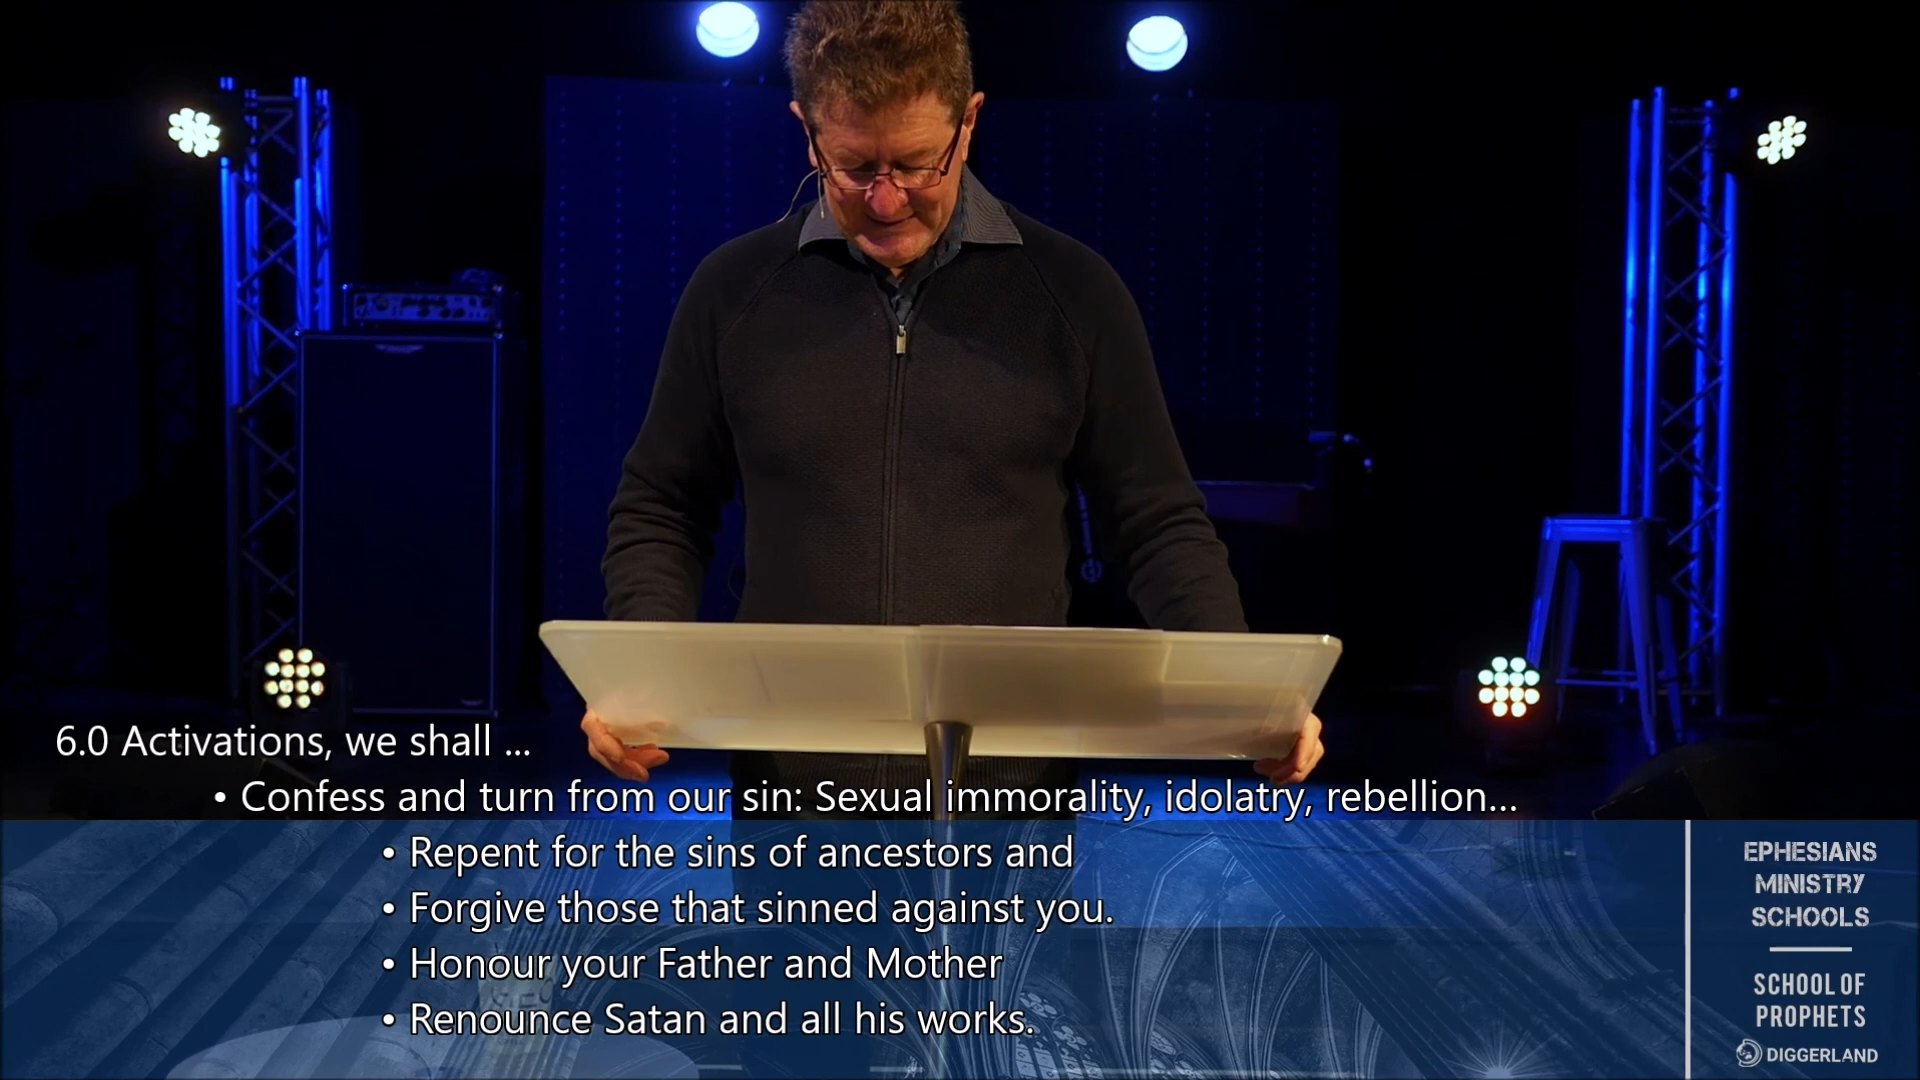 6.0 Activations, we shall ...
• Confess and turn from our sin: Sexual immorality, idolatry, rebellion...
• Repent for the sins of ancestors and
• Forgive those that sinned against you.
• Honour your Father and Mother
• Renounce Satan and all his works.
EPHESIANS
MINISTRY
SCHOOLS
SCHOOL OF
PROPHETS
DIGGERLAND